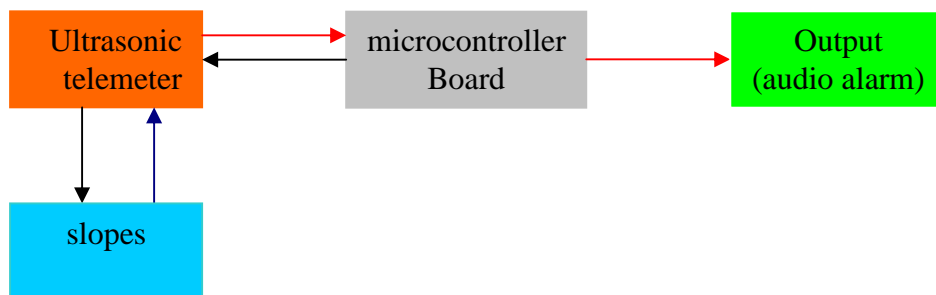 Ultrasonic
telemeter
microcontroller
Board
Output
(audio alarm)
slopes